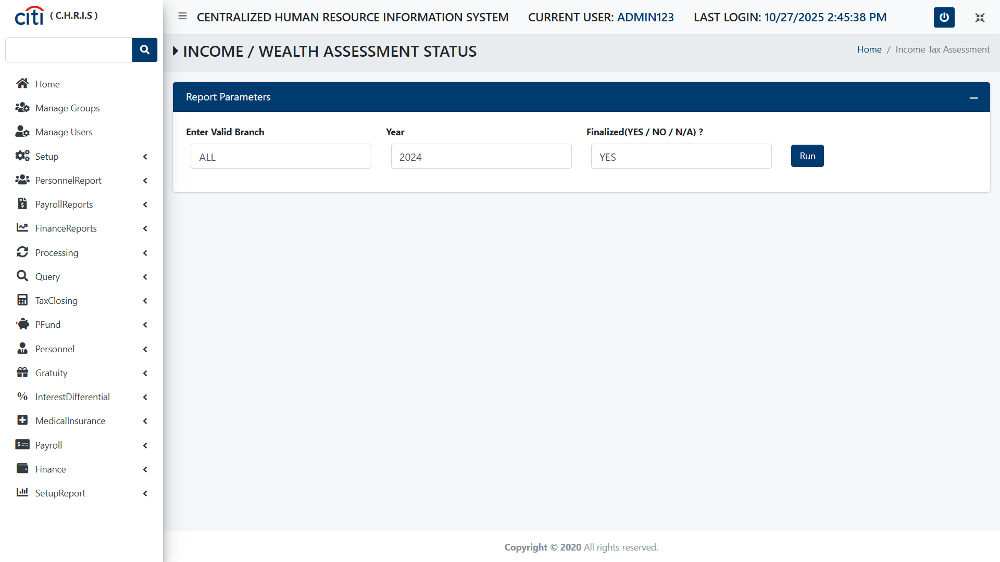 citi ( C.H.R.I.S )
CENTRALIZED HUMAN RESOURCE INFORMATION SYSTEM CURRENT USER: ADMIN123 LAST LOGIN: 10/27/2025 2:45:38 PM
INCOME / WEALTH ASSESSMENT STATUS
Home / Income Tax Assessment
Home
Manage Groups
Manage Users
Setup
PersonnelReport
PayrollReports
FinanceReports
Processing
Query
TaxClosing
PFund
Personnel
Gratuity
% InterestDifferential
MedicalInsurance
Payroll
Finance
SetupReport
Report Parameters
Enter Valid Branch Year Finalized(YES / NO / N/A) ?
ALL 2024 YES Run
Copyright © 2020 All rights reserved.